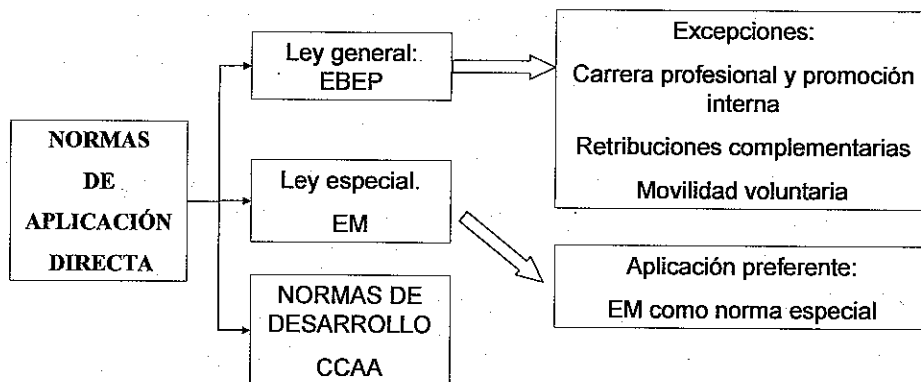 NORMAS
DE
APLICACIÓN
DIRECTA
Ley general:
EBEP
Excepciones:
Carrera profesional y promoción
interna
Retribuciones complementarias
Movilidad voluntaria
Ley especial.
EM
Aplicación preferente:
EM como norma especial
NORMAS DE
DESARROLLO
CCAA